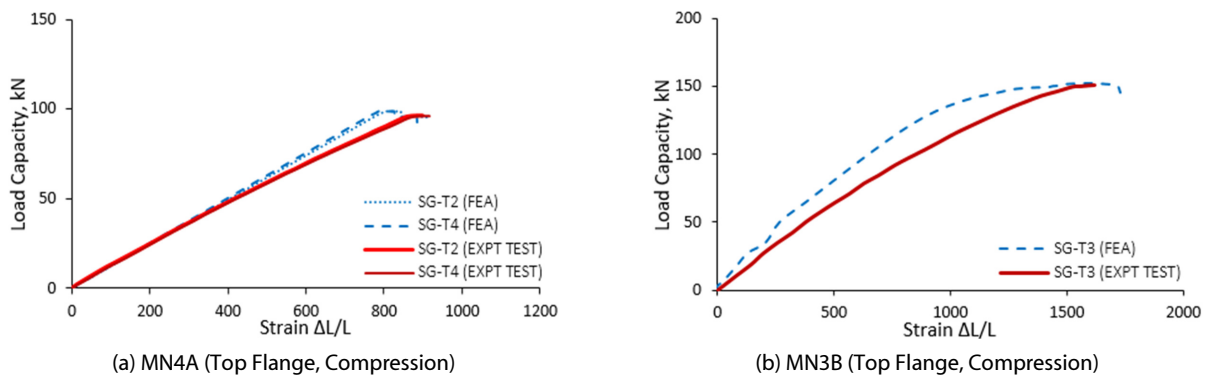 150
100
50
0
Load Capacity, kN
SG-T2 (FEA)
SG-T4 (FEA)
SG-T2 (EXPT TEST)
SG-T4 (EXPT TEST)
0 200 400 600 800 1000 1200
Strain ΔL/L
(a) MN4A (Top Flange, Compression)
200
150
100
50
0
Load Capacity, kN
SG-T3 (FEA)
SG-T3 (EXPT TEST)
0 500 1000 1500 2000
Strain ΔL/L
(b) MN3B (Top Flange, Compression)